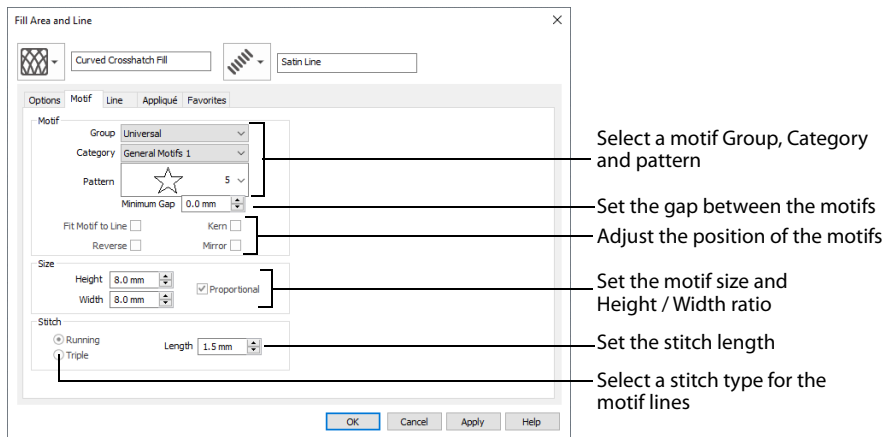 Fill Area and Line
Curved Crosshatch Fill
Satin Line
Options Motif Line Appliqué Favorites
Motif
Group Universal
Category General Motifs 1
Pattern 5
Minimum Gap 0.0 mm
Fit Motif to Line Kern
Reverse Mirror
Size
Height 8.0 mm
Width 8.0 mm
Proportional
Stitch
Running
Triple
Length 1.5 mm
OK Cancel Apply Help
Select a motif Group, Category
and pattern
Set the gap between the motifs
Adjust the position of the motifs
Set the motif size and
Height / Width ratio
Set the stitch length
Select a stitch type for the
motif lines